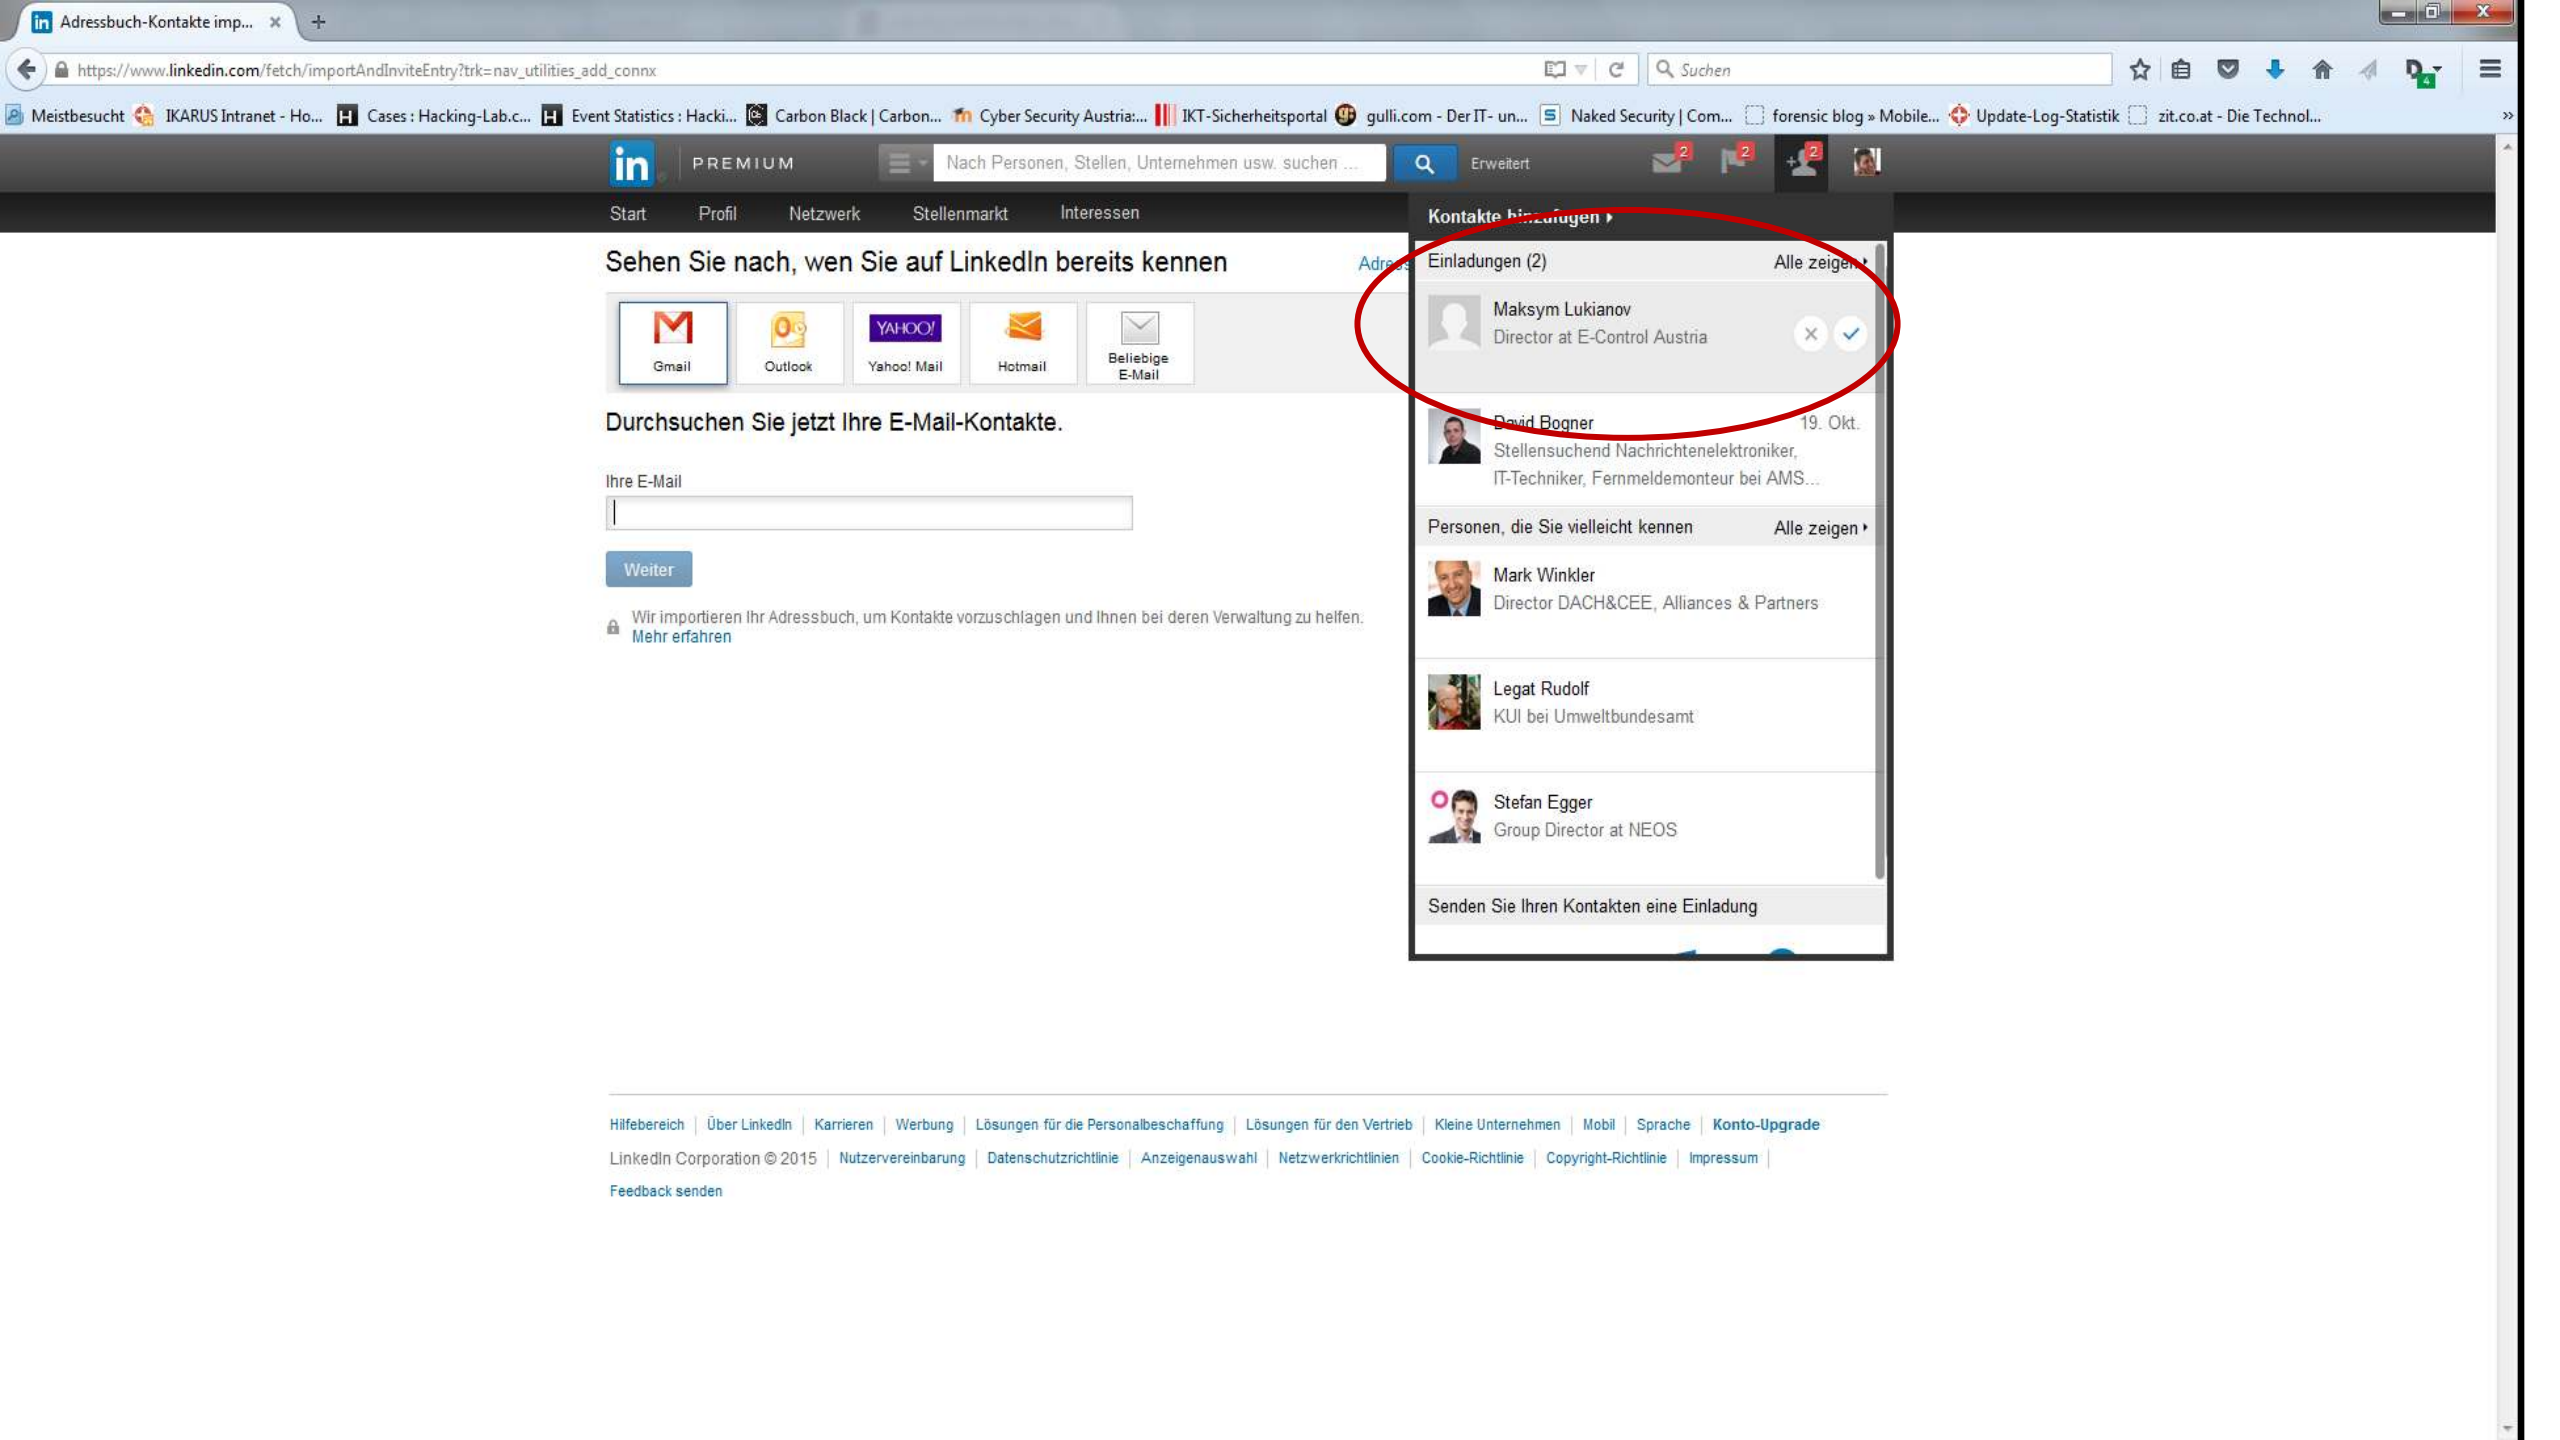 in Adressbuch-Kontakte imp...
https://www.linkedin.com/fetch/importAndInviteEntry?trk=nav_utilities_add_connx
Suchen
4
Meistbesucht IKARUS Intranet - Ho... H Cases : Hacking-Lab.c... H Event Statistics : Hacki... Carbon Black | Carbon... Cyber Security Austria:... IKT-Sicherheitsportal gulli.com - Der IT- un... S Naked Security | Com... forensic blog » Mobile... Update-Log-Statistik zit.co.at - Die Technol... »
in PREMIUM Nach Personen, Stellen, Unternehmen usw. suchen ... Erweitert 2 2 2
Start Profil Netzwerk Stellenmarkt Interessen
Sehen Sie nach, wen Sie auf LinkedIn bereits kennen
Adress
Gmail
Outlook
YAHOO!
Yahoo! Mail
Hotmail
Beliebige
E-Mail
Durchsuchen Sie jetzt Ihre E-Mail-Kontakte.
Ihre E-Mail
Weiter
Wir importieren Ihr Adressbuch, um Kontakte vorzuschlagen und Ihnen bei deren Verwaltung zu helfen.
Mehr erfahren
Kontakte hinzufügen
Einladungen (2) Alle zeigen
Maksym Lukianov
Director at E-Control Austria
David Bogner 19. Okt.
Stellensuchend Nachrichtenelektroniker,
IT-Techniker, Fernmeldemonteur bei AMS...
Personen, die Sie vielleicht kennen Alle zeigen
Mark Winkler
Director DACH&CEE, Alliances & Partners
Legat Rudolf
KUI bei Umweltbundesamt
Stefan Egger
Group Director at NEOS
Senden Sie Ihren Kontakten eine Einladung
Hilfebereich | Über LinkedIn | Karrieren | Werbung | Lösungen für die Personalbeschaffung | Lösungen für den Vertrieb | Kleine Unternehmen | Mobil | Sprache | Konto-Upgrade
LinkedIn Corporation © 2015 | Nutzervereinbarung | Datenschutzrichtlinie | Anzeigenauswahl | Netzwerkrichtlinien | Cookie-Richtlinie | Copyright-Richtlinie | Impressum |
Feedback senden